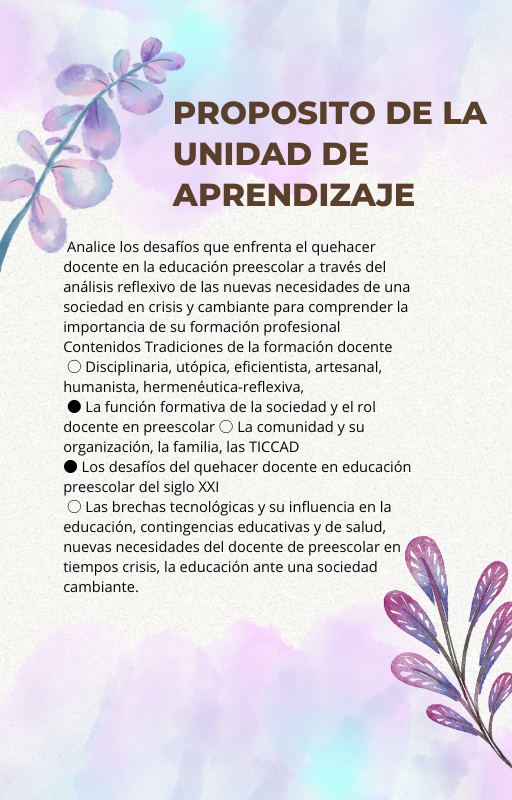 PROPOSITO DE LA
UNIDAD DE
APRENDIZAJE
Analice los desafíos que enfrenta el quehacer
docente en la educación preescolar a través del
análisis reflexivo de las nuevas necesidades de una
sociedad en crisis y cambiante para comprender la
importancia de su formación profesional
Contenidos Tradiciones de la formación docente
○ Disciplinaria, utópica, eficientista, artesanal,
humanista, hermenéutica-reflexiva,
● La función formativa de la sociedad y el rol
docente en preescolar ○ La comunidad y su
organización, la familia, las TICCAD
● Los desafíos del quehacer docente en educación
preescolar del siglo XXI
○ Las brechas tecnológicas y su influencia en la
educación, contingencias educativas y de salud,
nuevas necesidades del docente de preescolar en
tiempos crisis, la educación ante una sociedad
cambiante.